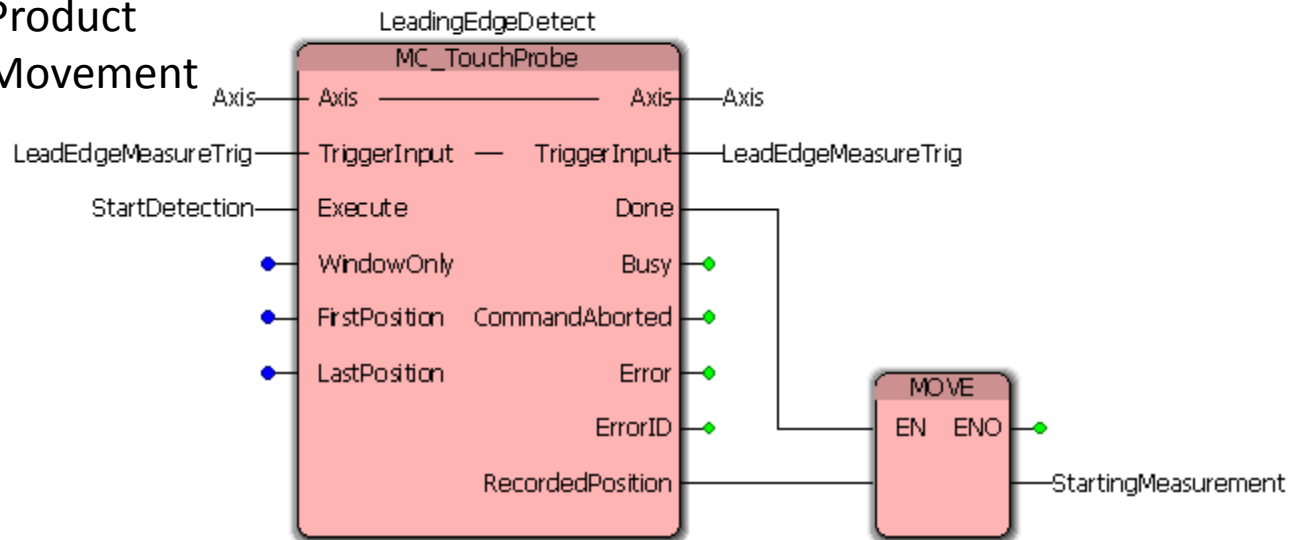 Product
Movement
LeadingEdgeDetect
MC_TouchProbe
Axis Axis Axis Axis
LeadEdgeMeasureTrig TriggerInput TriggerInput LeadEdgeMeasureTrig
StartDetection Execute Done
WindowOnly Busy
FirstPosition CommandAborted
LastPosition Error
MOVE
ErrorID EN ENO
RecordedPosition StartingMeasurement